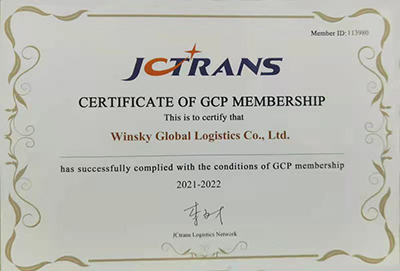 Member ID: 113980
JCTRANS
CERTIFICATE OF GCP MEMBERSHIP
This is to certify that
Winsky Global Logistics Co., Ltd.
has successfully complied with the conditions of GCP membership
2021-2022
JCtrans Logistics Network